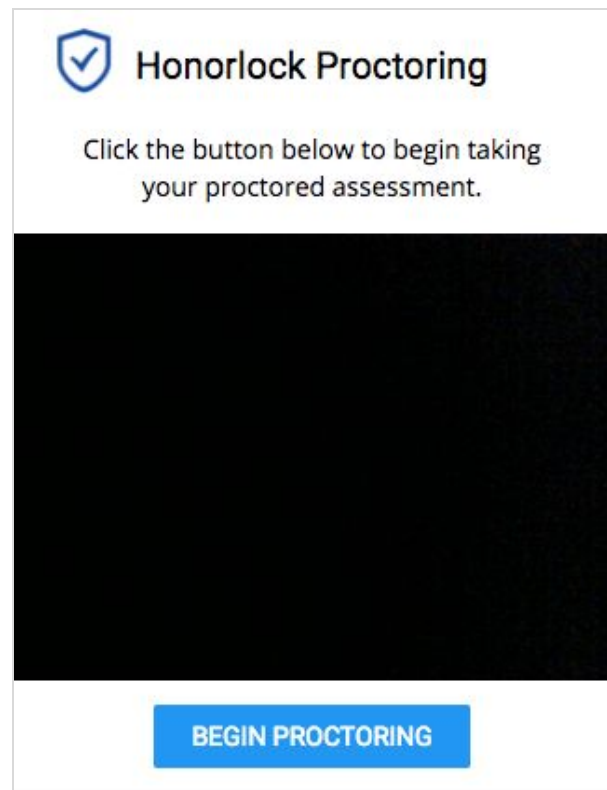 Honorlock Proctoring
Click the button below to begin taking
your proctored assessment.
BEGIN PROCTORING